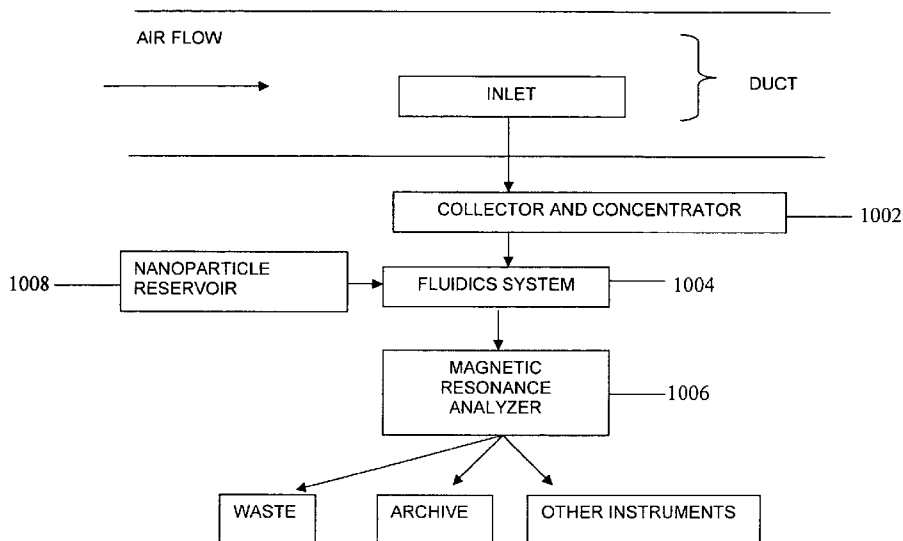 AIR FLOW
DUCT
INLET
COLLECTOR AND CONCENTRATOR
1002
NANOPARTICLE
RESERVOIR
1008
FLUIDICS SYSTEM
1004
MAGNETIC
RESONANCE
ANALYZER
1006
WASTE
ARCHIVE
OTHER INSTRUMENTS